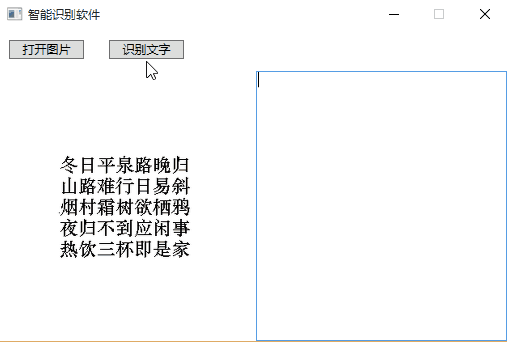 智能识别软件
打开图片 识别文字
冬日平泉路晚归
山路难行日易斜
烟村霜树欲栖鸦
夜归不到应闲事
热饮三杯即是家